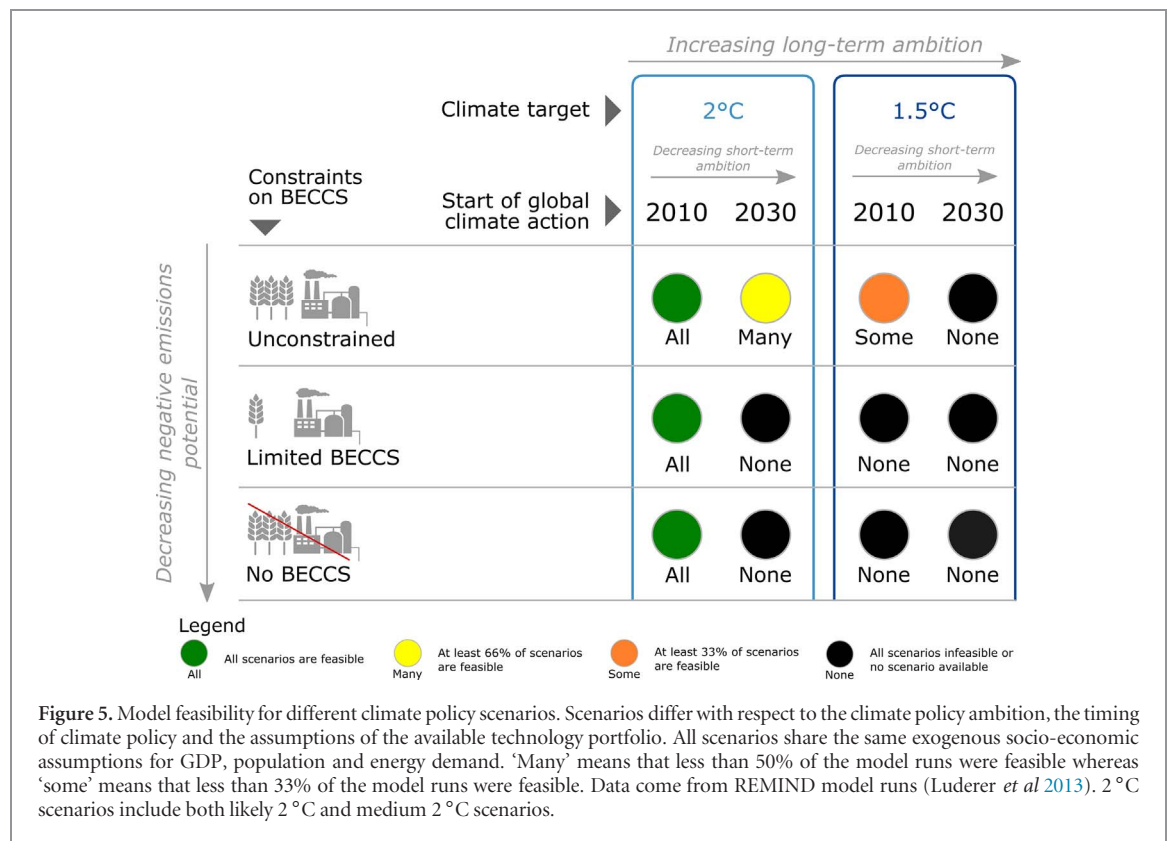 Increasing long-term ambition
Climate target
2°C
1.5°C
Decreasing short-term
ambition
Decreasing short-term
ambition
Constraints
on BECCS
Start of global
climate action
2010
2030
2010
2030
Decreasing negative emissions
potential
Unconstrained
All
Many
Some
None
Limited BECCS
All
None
None
None
No BECCS
All
None
None
None
Legend
All
All scenarios are feasible
Many
At least 66% of scenarios
are feasible
Some
At least 33% of scenarios
are feasible
None
All scenarios infeasible or
no scenario available
Figure 5. Model feasibility for different climate policy scenarios. Scenarios differ with respect to the climate policy ambition, the timing
of climate policy and the assumptions of the available technology portfolio. All scenarios share the same exogenous socio-economic
assumptions for GDP, population and energy demand. ‘Many’ means that less than 50% of the model runs were feasible whereas
‘some’ means that less than 33% of the model runs were feasible. Data come from REMIND model runs (Luderer et al 2013). 2 °C
scenarios include both likely 2 °C and medium 2 °C scenarios.